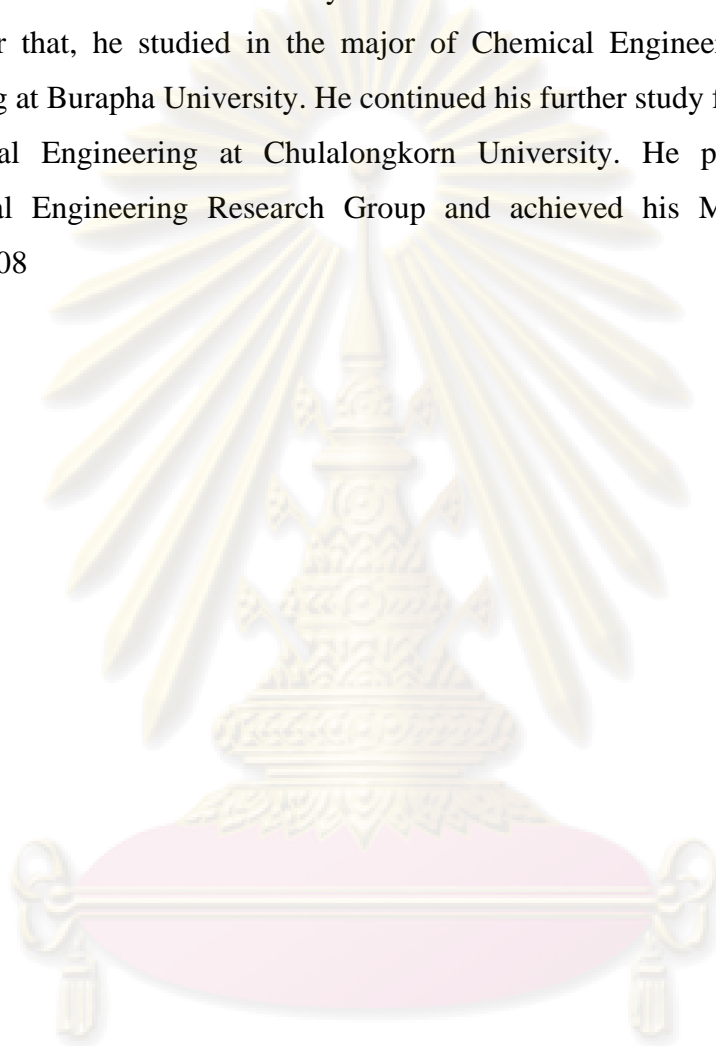 r that, he studied in the major of Chemical Engineer
g at Burapha University. He continued his further study f
al Engineering at Chulalongkorn University. He p
al Engineering Research Group and achieved his M
08